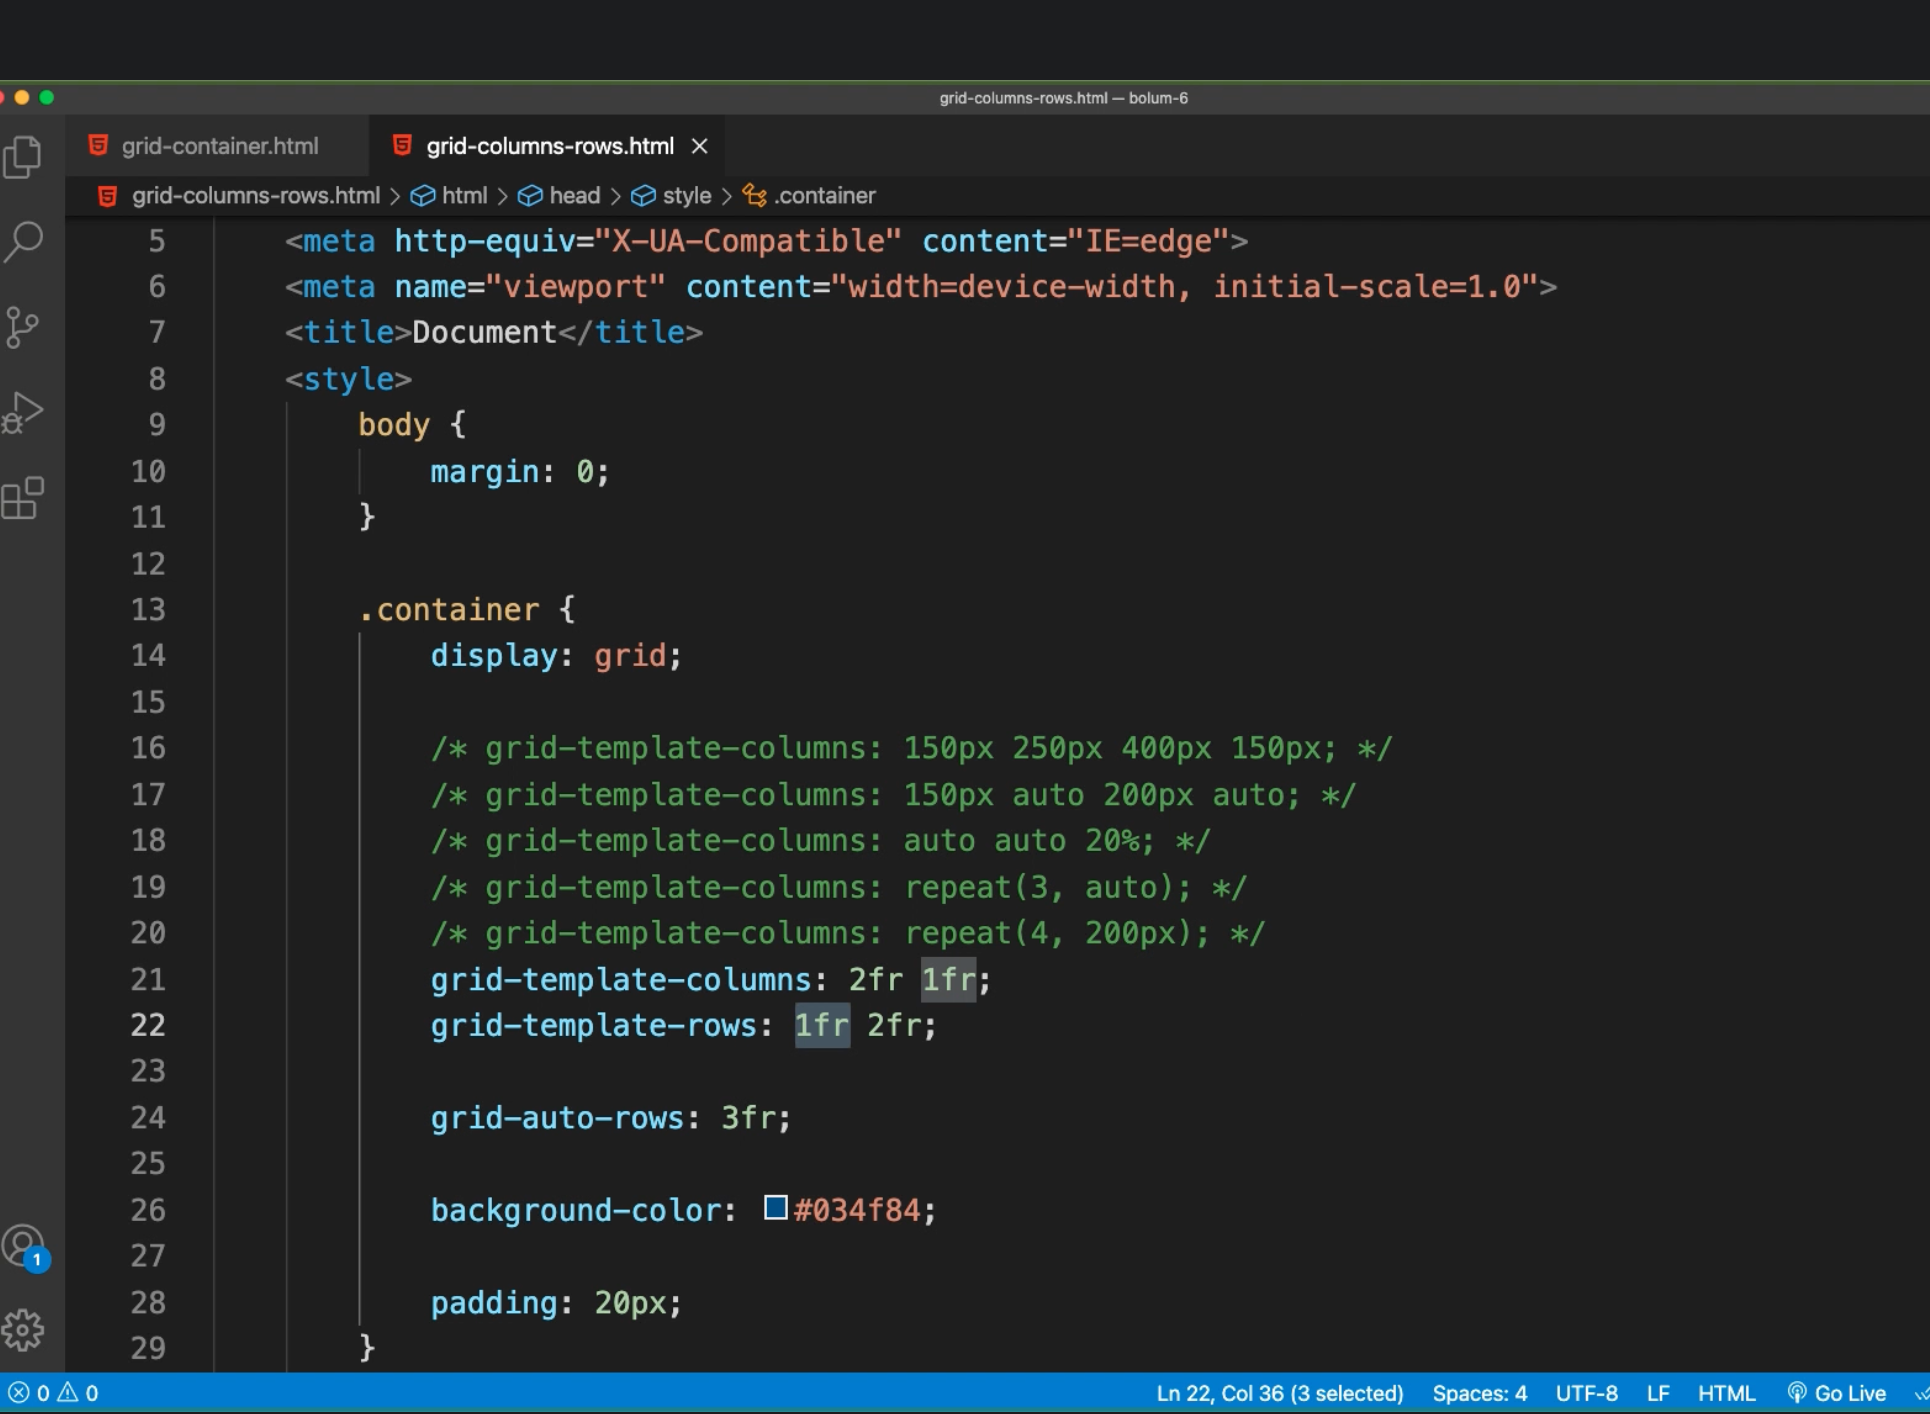 grid-columns-rows.html — bolum-6
grid-container.html
grid-columns-rows.html
grid-columns-rows.html > html > head > style > .container
5 <meta http-equiv="X-UA-Compatible" content="IE=edge">
6 <meta name="viewport" content="width=device-width, initial-scale=1.0">
7 <title>Document</title>
8 <style>
9 body {
10 margin: 0;
11 }
12
13 .container {
14 display: grid;
15
16 /* grid-template-columns: 150px 250px 400px 150px; */
17 /* grid-template-columns: 150px auto 200px auto; */
18 /* grid-template-columns: auto auto 20%; */
19 /* grid-template-columns: repeat(3, auto); */
20 /* grid-template-columns: repeat(4, 200px); */
21 grid-template-columns: 2fr 1fr;
22 grid-template-rows: 1fr 2fr;
23
24 grid-auto-rows: 3fr;
25
26 background-color: #034f84;
27
28 padding: 20px;
29 }
1
0 0 Ln 22, Col 36 (3 selected) Spaces: 4 UTF-8 LF HTML Go Live